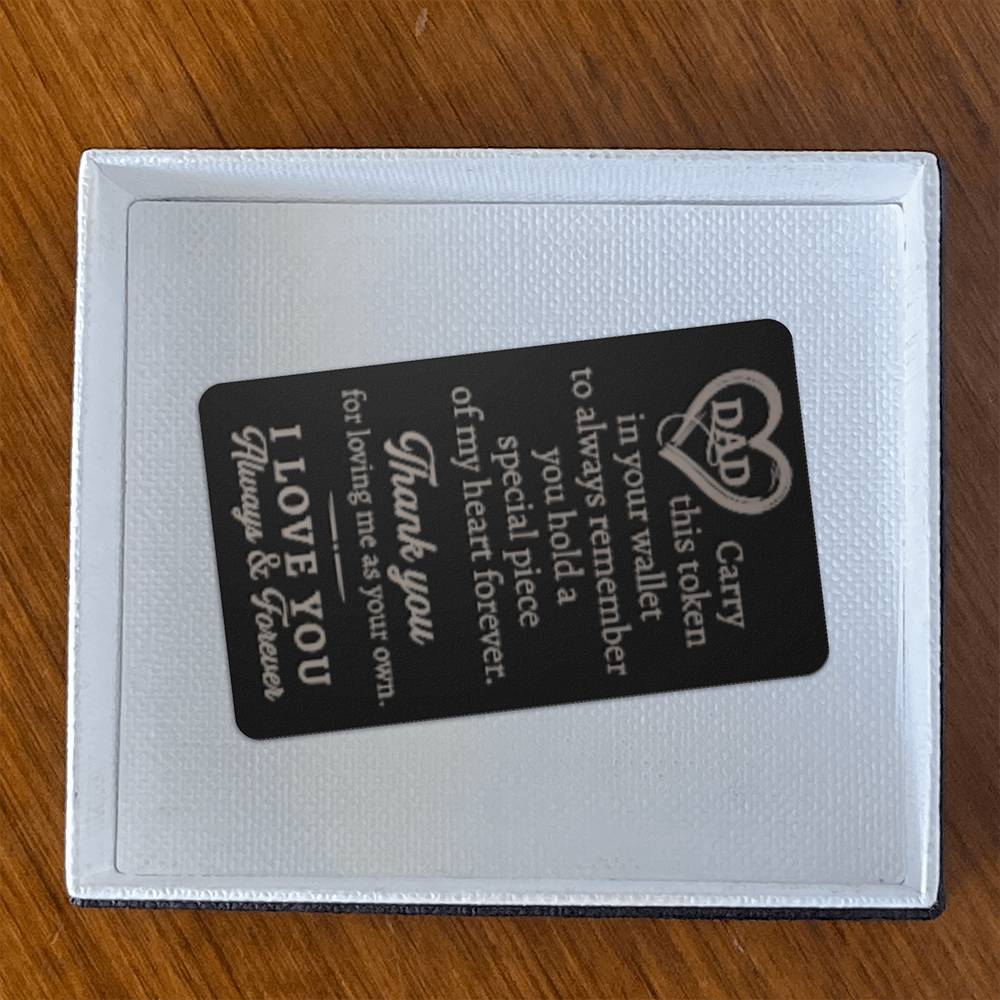 DAD
Carry
this token
in your wallet
to always remember
you hold a
special piece
of my heart forever.
Thank you
for loving me as your own.
I LOVE YOU
Always & Forever